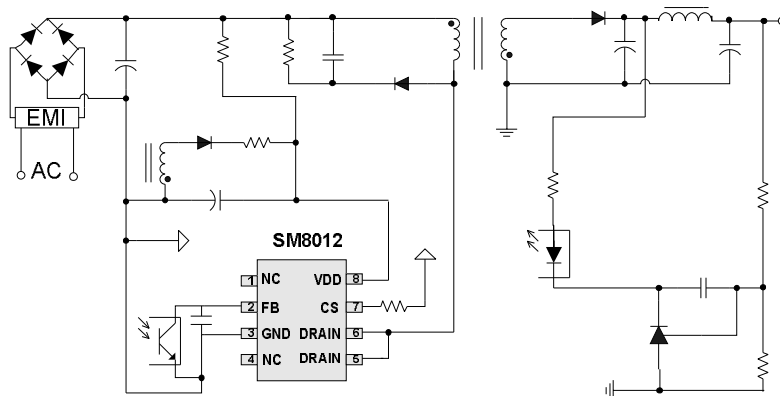 EMI
AC
SM8012
1 NC VDD 8
2 FB CS 7
3 GND DRAIN 6
4 NC DRAIN 5